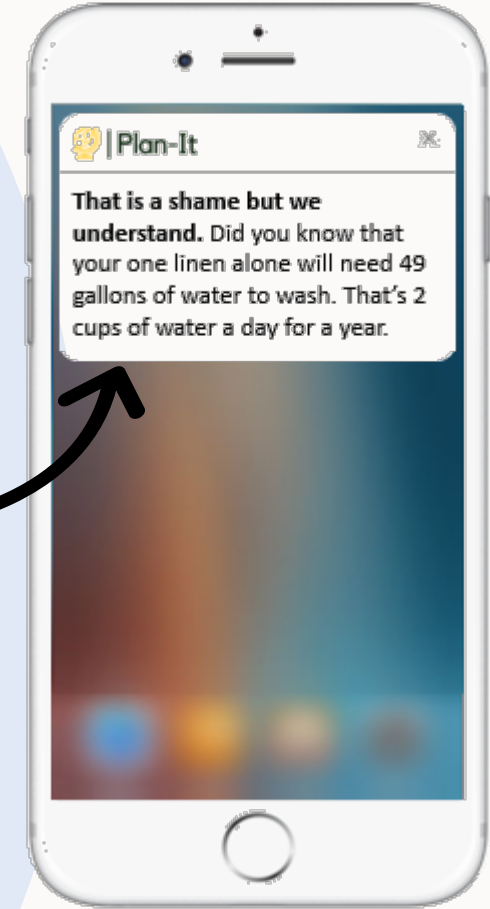 | Plan-It
That is a shame but we
understand. Did you know that
your one linen alone will need 49
gallons of water to wash. That's 2
cups of water a day for a year.